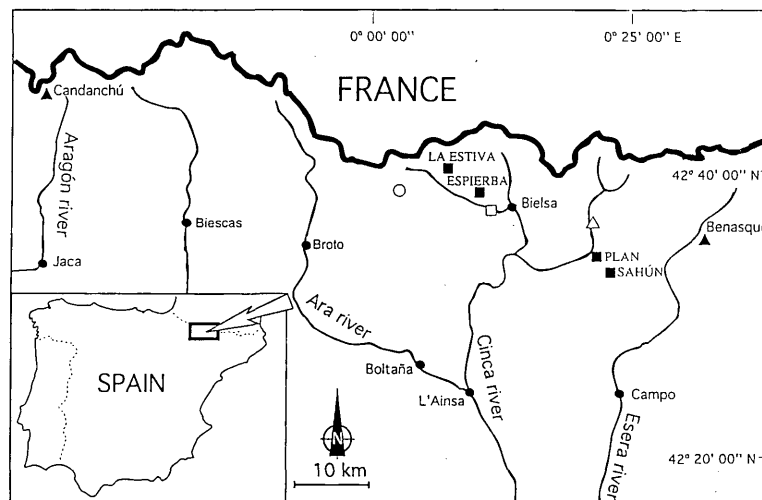 0° 00' 00''
0° 25' 00'' E
Candanchú
FRANCE
LA ESTIVA
ESPIERBA
42° 40' 00'' N
Aragón river
Biescas
Bielsa
Benasque
Broto
PLAN
SAHÚN
Jaca
Ara river
Cinca river
SPAIN
Boltaña
L'Ainsa
Campo
Esera river
N
10 km
42° 20' 00'' N